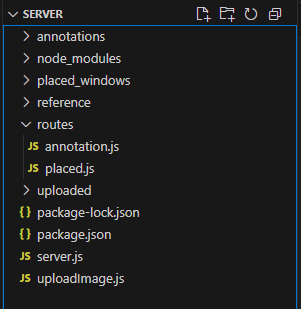 SERVER
annotations
node_modules
placed_windows
reference
routes
JS annotation.js
JS placed.js
uploaded
{} package-lock.json
{} package.json
JS server.js
JS uploadImage.js